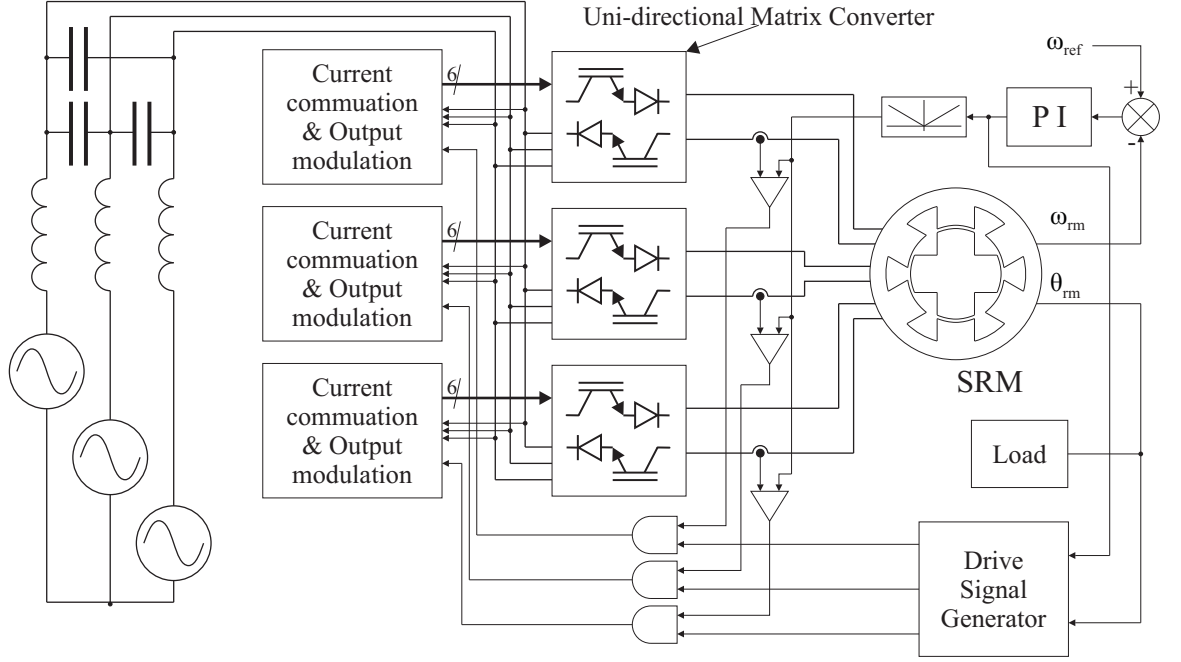 Uni-directional Matrix Converter
ω_ref
Current
commuation
& Output
modulation
6
+
P I
-
Current
commuation
& Output
modulation
6
ω_rm
θ_rm
SRM
Current
commuation
& Output
modulation
6
Load
Drive
Signal
Generator